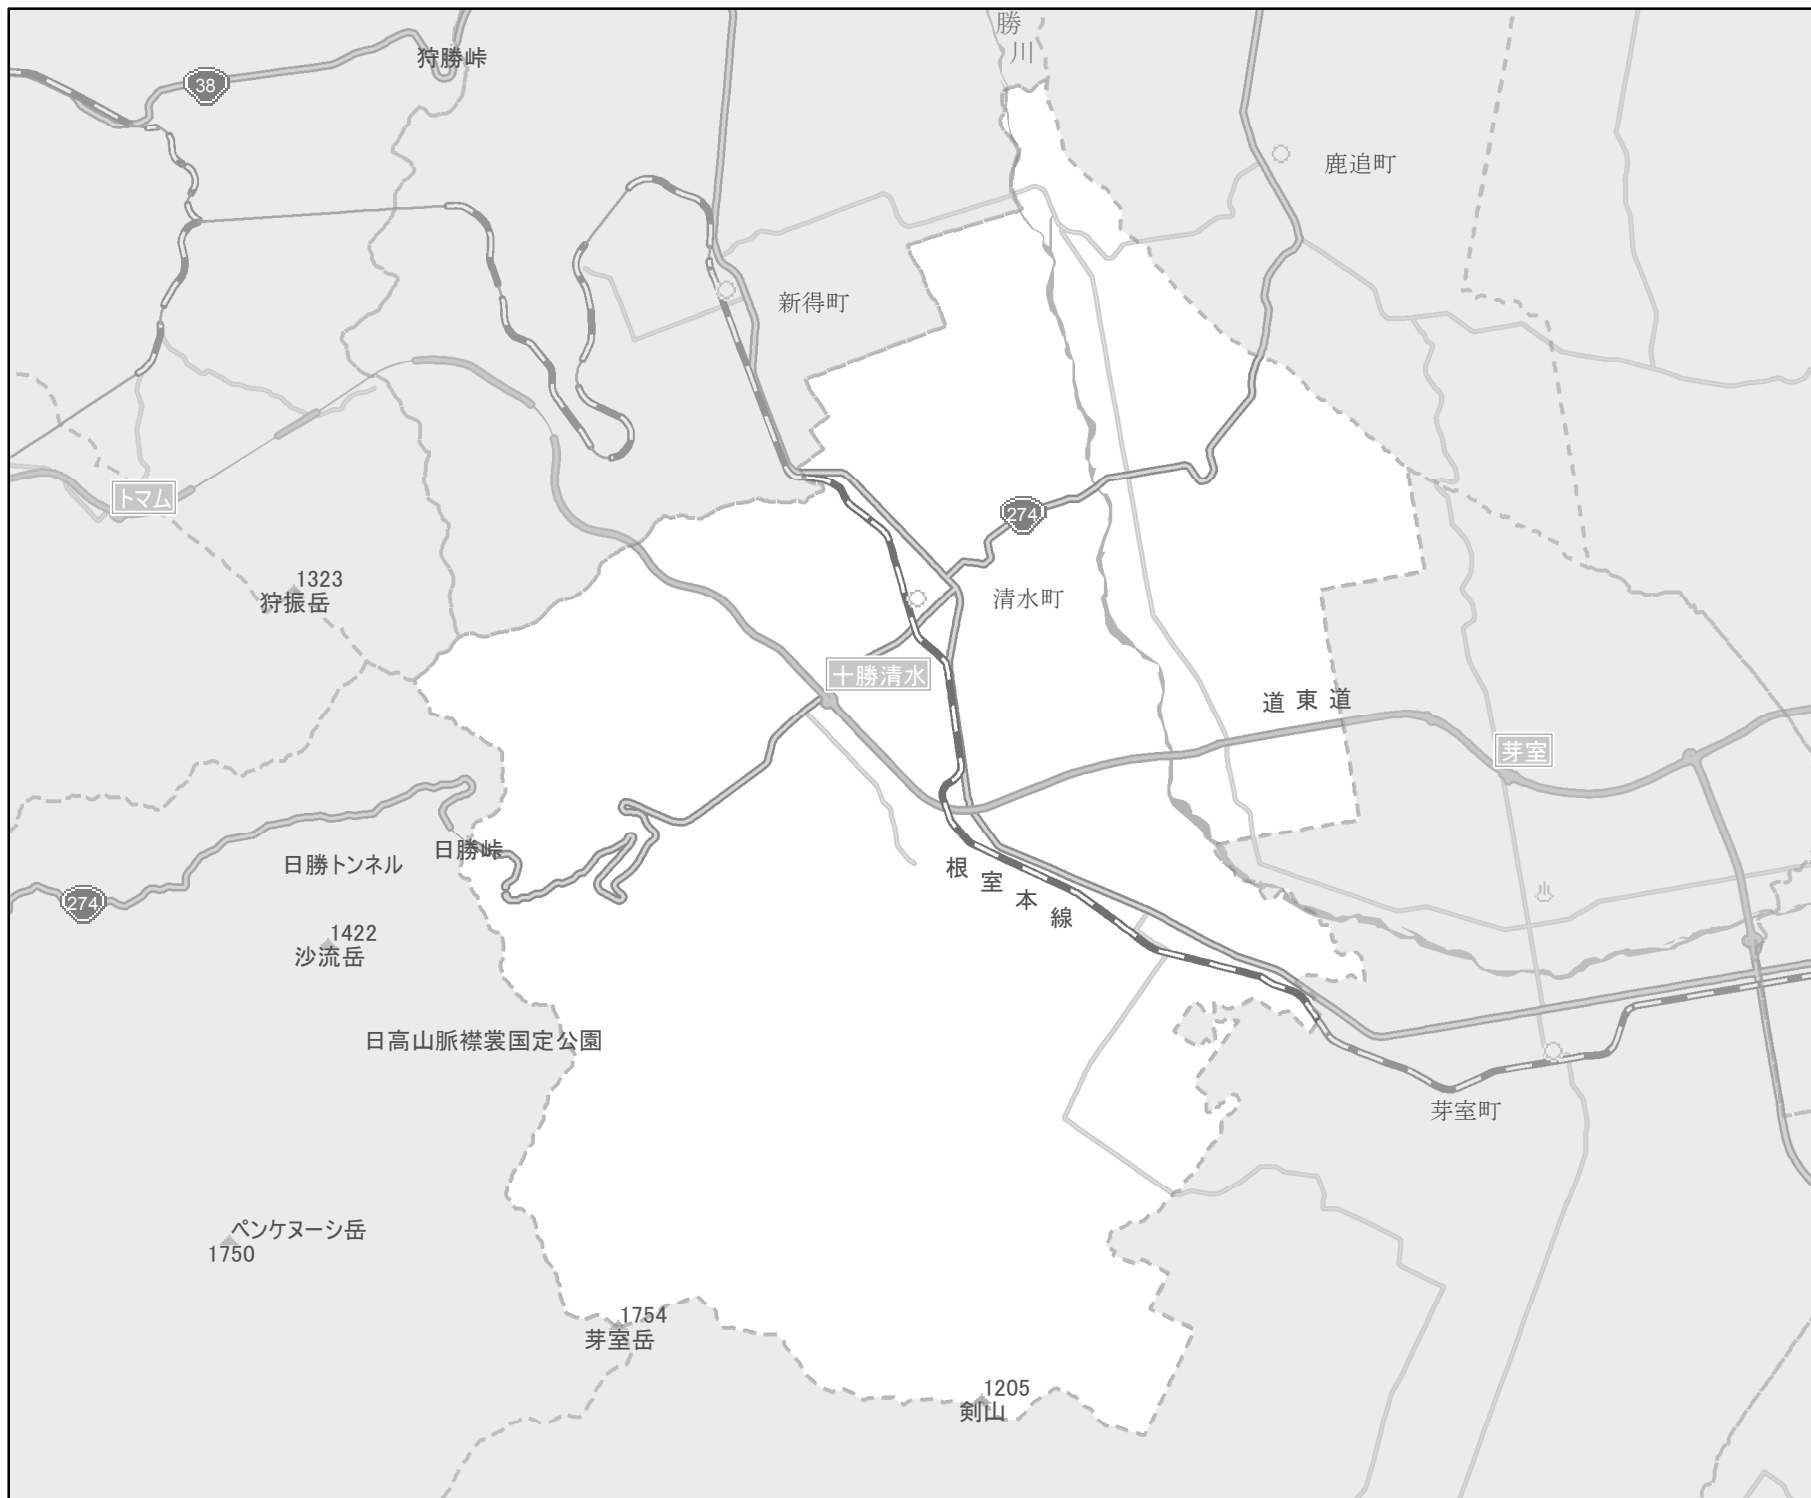 勝
川
狩勝峠
38
鹿追町
新得町
トマム
274
1323
狩振岳
清水町
十勝清水
道東道
芽室
日勝峠
日勝トンネル
274
根室本線
1422
沙流岳
日高山脈襟裳国定公園
芽室町
ペンケヌーシ岳
1750
1754
芽室岳
1205
剣山